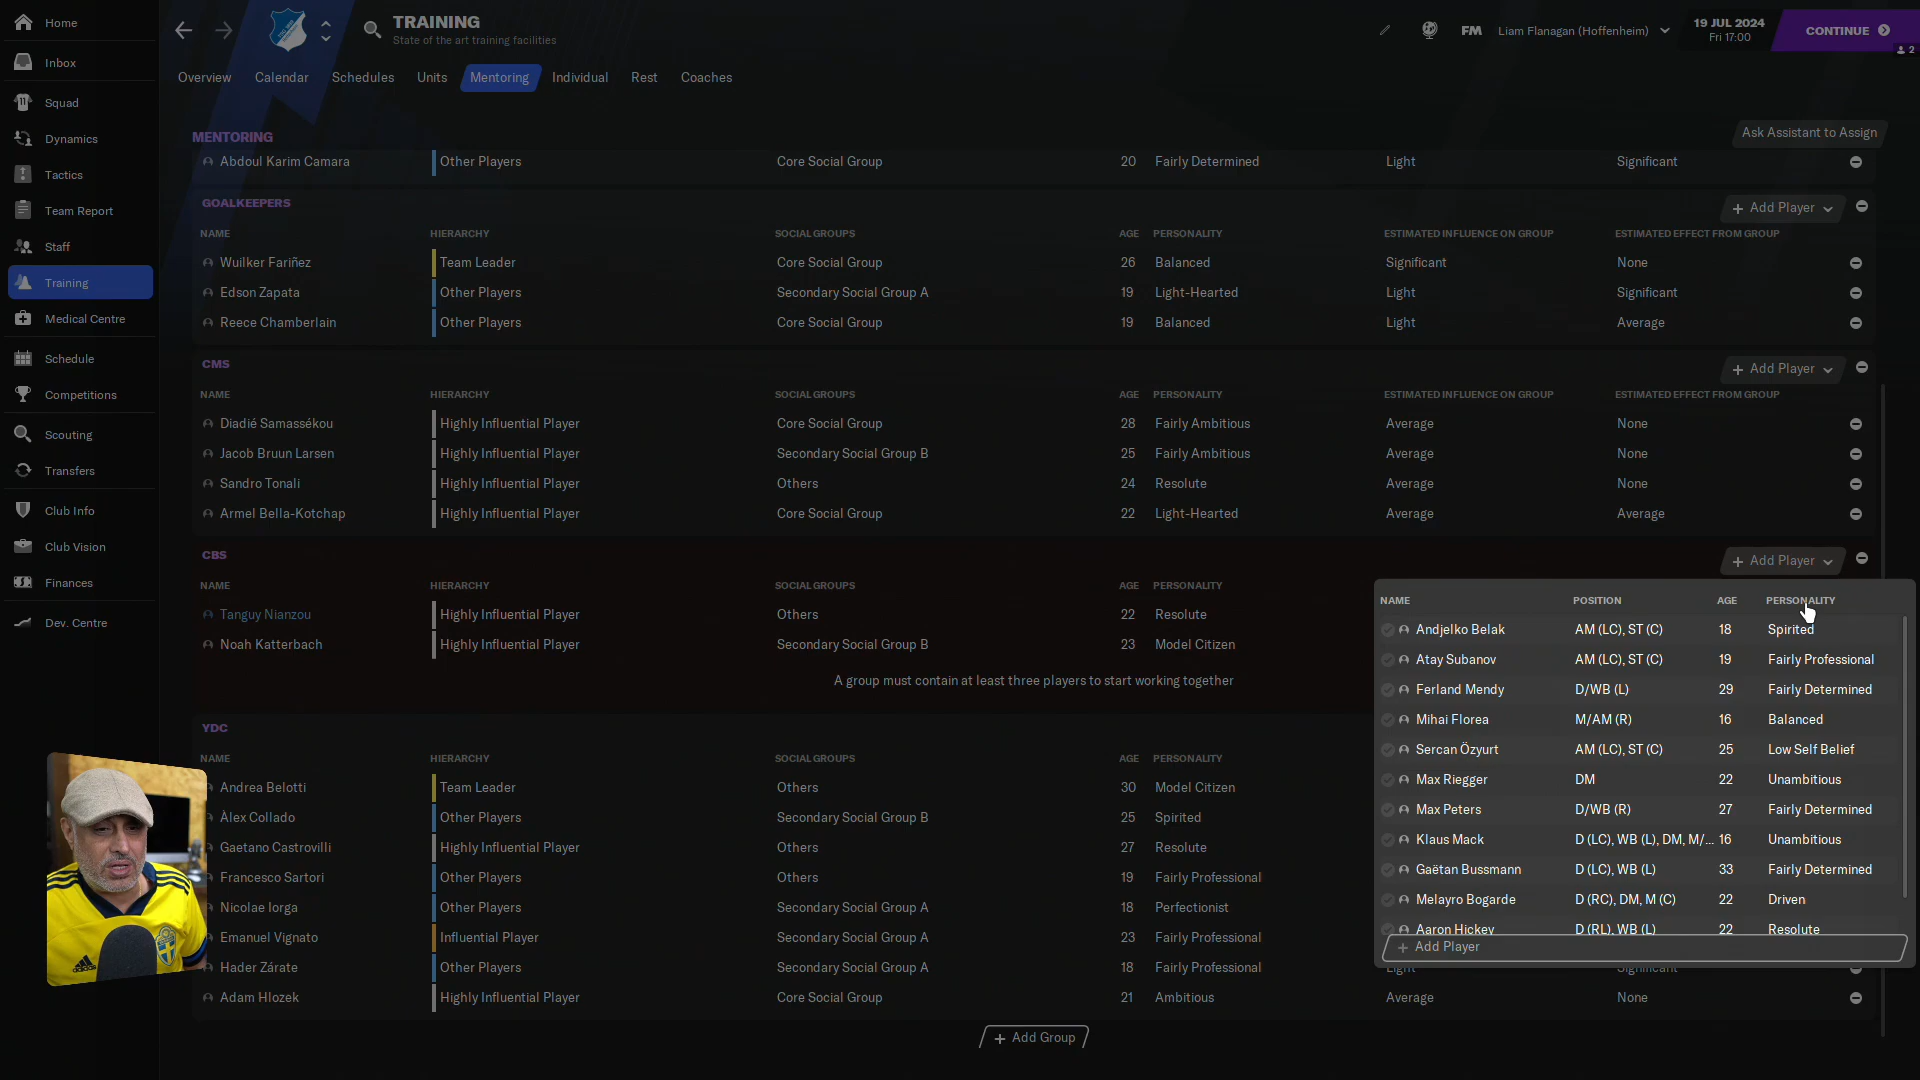 Home
TRAINING
State of the art training facilities
FM
Liam Flanagan (Hoffenheim)
19 JUL 2024
Fri 17:00
CONTINUE
2
Inbox
Squad
Dynamics
Tactics
Team Report
Staff
Training
Medical Centre
Schedule
Competitions
Scouting
Transfers
Club Info
Club Vision
Finances
Dev. Centre
Overview Calendar Schedules Units Mentoring Individual Rest Coaches
MENTORING
Ask Assistant to Assign
Abdoul Karim Camara Other Players Core Social Group 20 Fairly Determined Light Significant
GOALKEEPERS
+ Add Player
NAME HIERARCHY SOCIAL GROUPS AGE PERSONALITY ESTIMATED INFLUENCE ON GROUP ESTIMATED EFFECT FROM GROUP
Wuilker Fariñez Team Leader Core Social Group 26 Balanced Significant None
Edson Zapata Other Players Secondary Social Group A 19 Light-Hearted Light Significant
Reece Chamberlain Other Players Core Social Group 19 Balanced Light Average
CMS
+ Add Player
NAME HIERARCHY SOCIAL GROUPS AGE PERSONALITY ESTIMATED INFLUENCE ON GROUP ESTIMATED EFFECT FROM GROUP
Diadié Samassékou Highly Influential Player Core Social Group 28 Fairly Ambitious Average None
Jacob Bruun Larsen Highly Influential Player Secondary Social Group B 25 Fairly Ambitious Average None
Sandro Tonali Highly Influential Player Others 24 Resolute Average None
Armel Bella-Kotchap Highly Influential Player Core Social Group 22 Light-Hearted Average Average
CBS
+ Add Player
NAME HIERARCHY SOCIAL GROUPS AGE PERSONALITY
Tanguy Nianzou Highly Influential Player Others 22 Resolute
Noah Katterbach Highly Influential Player Secondary Social Group B 23 Model Citizen
A group must contain at least three players to start working together
YDC
NAME HIERARCHY SOCIAL GROUPS AGE PERSONALITY
Andrea Belotti Team Leader Others 30 Model Citizen
Àlex Collado Other Players Secondary Social Group B 25 Spirited
Gaetano Castrovilli Highly Influential Player Others 27 Resolute
Francesco Sartori Other Players Others 19 Fairly Professional
Nicolae Iorga Other Players Secondary Social Group A 18 Perfectionist
Emanuel Vignato Influential Player Secondary Social Group A 23 Fairly Professional
Hader Zárate Other Players Secondary Social Group A 18 Fairly Professional Light Significant
Adam Hlozek Highly Influential Player Core Social Group 21 Ambitious Average None
+ Add Group
NAME POSITION AGE PERSONALITY
Andjelko Belak AM (LC), ST (C) 18 Spirited
Atay Subanov AM (LC), ST (C) 19 Fairly Professional
Ferland Mendy D/WB (L) 29 Fairly Determined
Mihai Florea M/AM (R) 16 Balanced
Sercan Özyurt AM (LC), ST (C) 25 Low Self Belief
Max Riegger DM 22 Unambitious
Max Peters D/WB (R) 27 Fairly Determined
Klaus Mack D (LC), WB (L), DM, M/... 16 Unambitious
Gaëtan Bussmann D (LC), WB (L) 33 Fairly Determined
Melayro Bogarde D (RC), DM, M (C) 22 Driven
Aaron Hickey D (RL), WB (L) 22 Resolute
+ Add Player